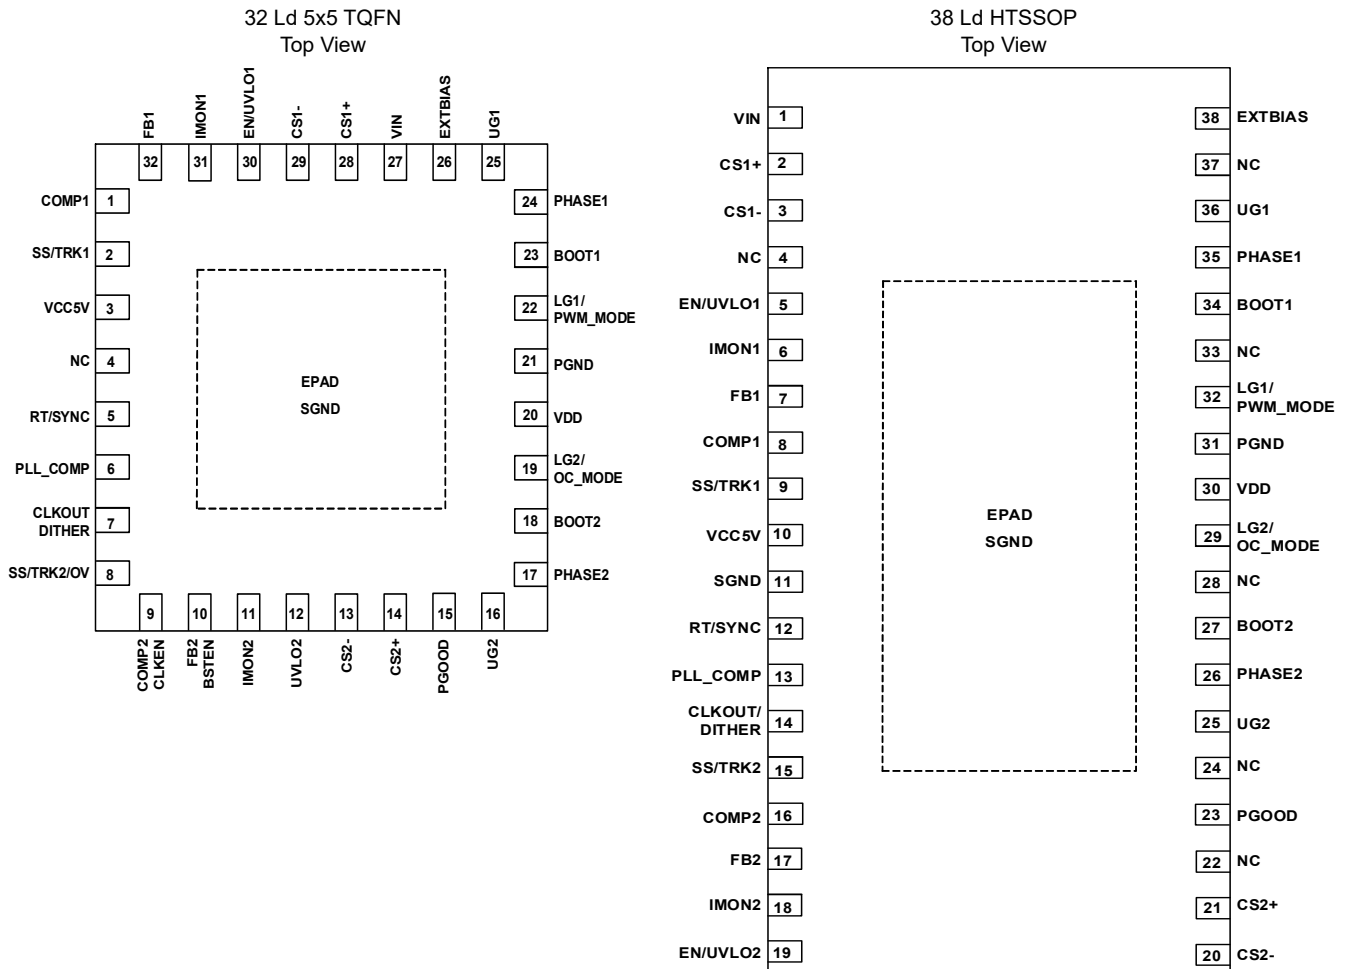 32 Ld 5x5 TQFN
Top View
FB1
IMON1
EN/UVLO1
CS1-
CS1+
VIN
EXTBIAS
UG1
32
31
30
29
28
27
26
25
COMP1 1
SS/TRK1 2
VCC5V 3
NC 4
RT/SYNC 5
PLL_COMP 6
CLKOUT
DITHER 7
SS/TRK2/OV 8
EPAD
SGND
24 PHASE1
23 BOOT1
22 LG1/
PWM_MODE
21 PGND
20 VDD
19 LG2/
OC_MODE
18 BOOT2
17 PHASE2
9
10
11
12
13
14
15
16
COMP2
CLKEN
FB2
BSTEN
IMON2
UVLO2
CS2-
CS2+
PGOOD
UG2
38 Ld HTSSOP
Top View
VIN 1
CS1+ 2
CS1- 3
NC 4
EN/UVLO1 5
IMON1 6
FB1 7
COMP1 8
SS/TRK1 9
VCC5V 10
SGND 11
RT/SYNC 12
PLL_COMP 13
CLKOUT/
DITHER 14
SS/TRK2 15
COMP2 16
FB2 17
IMON2 18
EN/UVLO2 19
EPAD
SGND
38 EXTBIAS
37 NC
36 UG1
35 PHASE1
34 BOOT1
33 NC
32 LG1/
PWM_MODE
31 PGND
30 VDD
29 LG2/
OC_MODE
28 NC
27 BOOT2
26 PHASE2
25 UG2
24 NC
23 PGOOD
22 NC
21 CS2+
20 CS2-